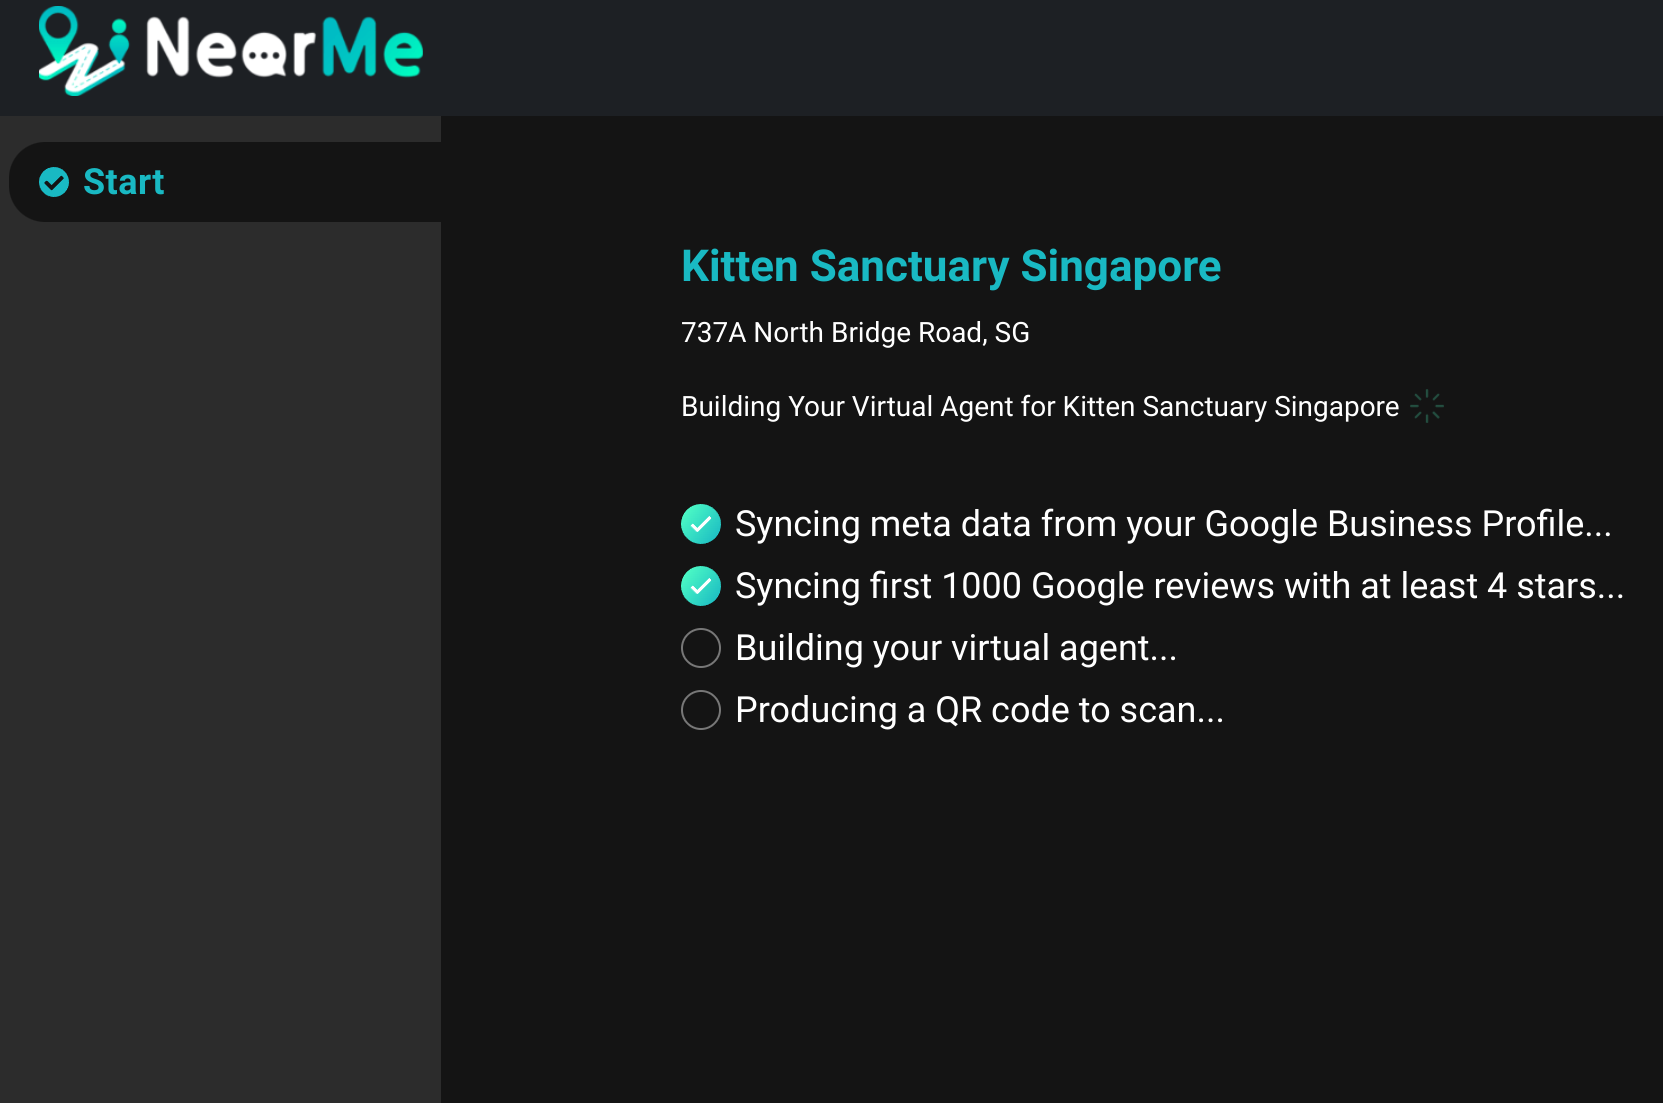 NearMe
Start
Kitten Sanctuary Singapore
737A North Bridge Road, SG
Building Your Virtual Agent for Kitten Sanctuary Singapore
Syncing meta data from your Google Business Profile...
Syncing first 1000 Google reviews with at least 4 stars...
Building your virtual agent...
Producing a QR code to scan...